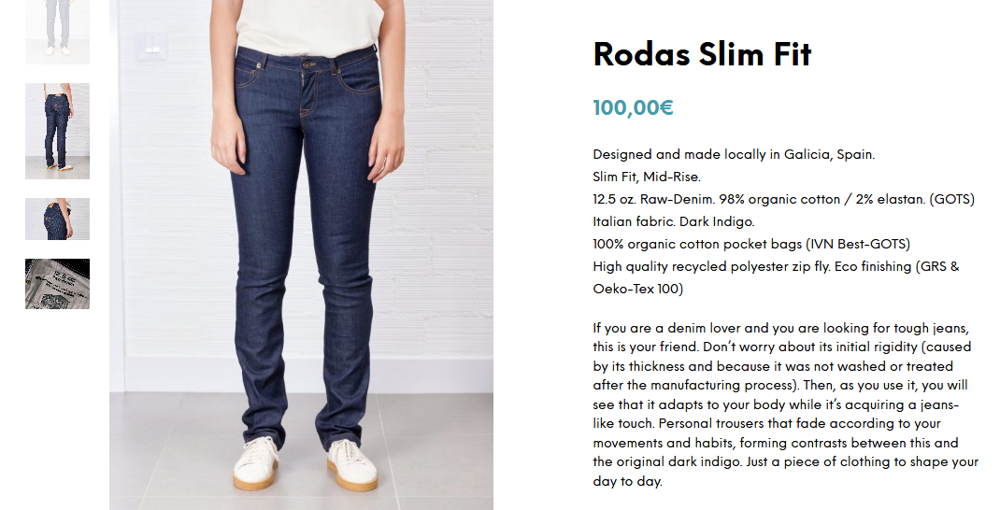 Rodas Slim Fit
100,00€
Designed and made locally in Galicia, Spain.
Slim Fit, Mid-Rise.
12.5 oz. Raw-Denim. 98% organic cotton / 2% elastan. (GOTS)
Italian fabric. Dark Indigo.
100% organic cotton pocket bags (IVN Best-GOTS)
High quality recycled polyester zip fly. Eco finishing (GRS &
Oeko-Tex 100)
If you are a denim lover and you are looking for tough jeans,
this is your friend. Don’t worry about its initial rigidity (caused
by its thickness and because it was not washed or treated
after the manufacturing process). Then, as you use it, you will
see that it adapts to your body while it’s acquiring a jeans-
like touch. Personal trousers that fade according to your
movements and habits, forming contrasts between this and
the original dark indigo. Just a piece of clothing to shape your
day to day.